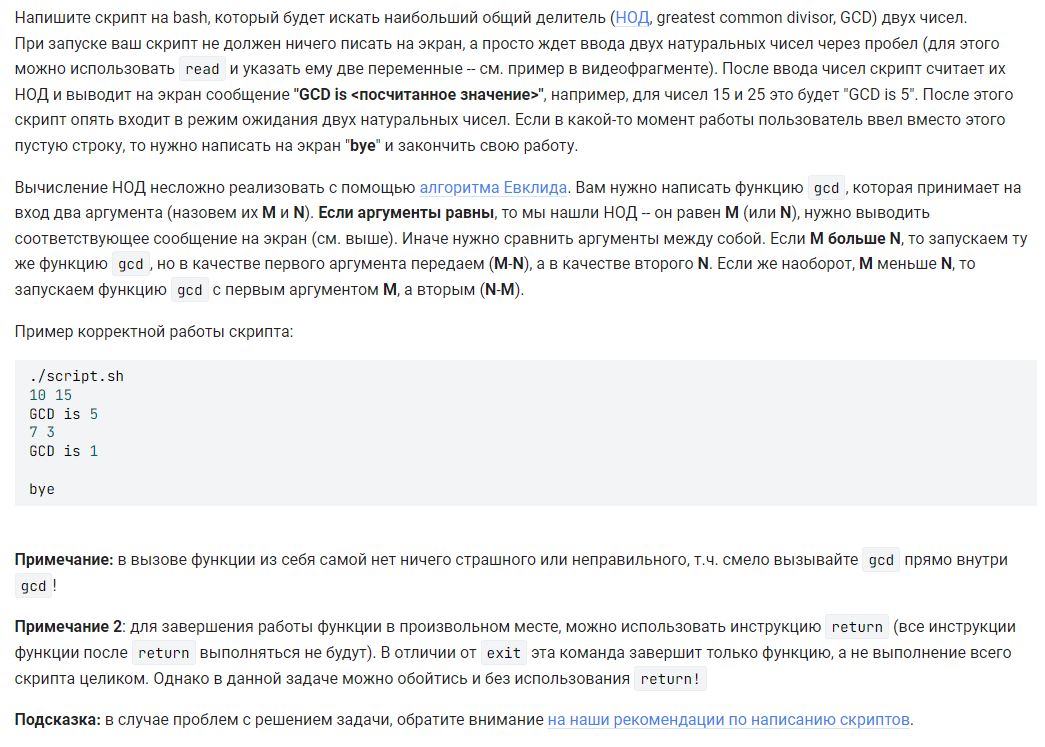 Напишите скрипт на bash, который будет искать наибольший общий делитель (НОД, greatest common divisor, GCD) двух чисел.
При запуске ваш скрипт не должен ничего писать на экран, а просто ждет ввода двух натуральных чисел через пробел (для этого
можно использовать read и указать ему две переменные -- см. пример в видеофрагменте). После ввода чисел скрипт считает их
НОД и выводит на экран сообщение "GCD is <посчитанное значение>", например, для чисел 15 и 25 это будет "GCD is 5". После этого
скрипт опять входит в режим ожидания двух натуральных чисел. Если в какой-то момент работы пользователь ввел вместо этого
пустую строку, то нужно написать на экран "bye" и закончить свою работу.
Вычисление НОД несложно реализовать с помощью алгоритма Евклида. Вам нужно написать функцию gcd, которая принимает на
вход два аргумента (назовем их M и N). Если аргументы равны, то мы нашли НОД -- он равен M (или N), нужно выводить
соответствующее сообщение на экран (см. выше). Иначе нужно сравнить аргументы между собой. Если M больше N, то запускаем ту
же функцию gcd, но в качестве первого аргумента передаем (M-N), а в качестве второго N. Если же наоборот, M меньше N, то
запускаем функцию gcd с первым аргументом M, а вторым (N-M).
Пример корректной работы скрипта:
./script.sh
10 15
GCD is 5
7 3
GCD is 1
bye
Примечание: в вызове функции из себя самой нет ничего страшного или неправильного, т.ч. смело вызывайте gcd прямо внутри
gcd!
Примечание 2: для завершения работы функции в произвольном месте, можно использовать инструкцию return (все инструкции
функции после return выполняться не будут). В отличии от exit эта команда завершит только функцию, а не выполнение всего
скрипта целиком. Однако в данной задаче можно обойтись и без использования return!
Подсказка: в случае проблем с решением задачи, обратите внимание на наши рекомендации по написанию скриптов.